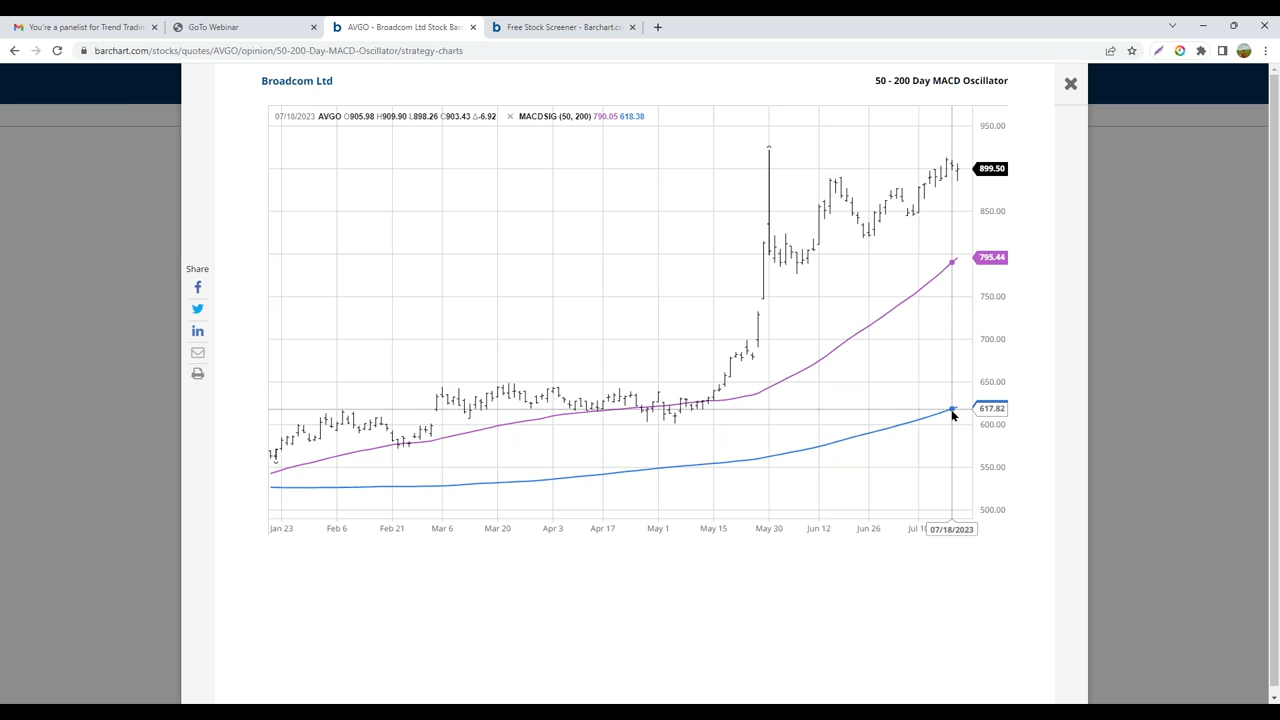 You're a panelist for Trend Tradin
GoTo Webinar
AVGO - Broadcom Ltd Stock Bar
Free Stock Screener - Barchart.co
barchart.com/stocks/quotes/AVGO/opinion/50-200-Day-MACD-Oscillator/strategy-charts
Broadcom Ltd
50 - 200 Day MACD Oscillator
07/18/2023 AVGO O905.98 H909.90 L898.26 C903.43 Δ-6.92 × MACDSIG (50, 200) 790.05 618.38
950.00
899.50
850.00
795.44
750.00
700.00
650.00
617.82
600.00
550.00
500.00
Share
Jan 23 Feb 6 Feb 21 Mar 6 Mar 20 Apr 3 Apr 17 May 1 May 15 May 30 Jun 12 Jun 26 Jul 07/18/2023